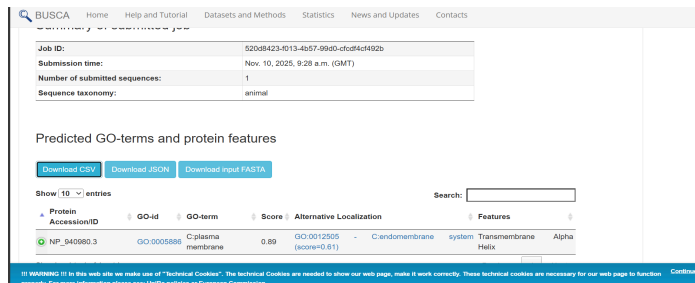 BUSCA Home Help and Tutorial Datasets and Methods Statistics News and Updates Contacts
Summary of submitted job
Job ID: 520d8423-f013-4b57-99d0-cfcdf4cf492b
Submission time: Nov. 10, 2025, 9:28 a.m. (GMT)
Number of submitted sequences: 1
Sequence taxonomy: animal
Predicted GO-terms and protein features
Download CSV Download JSON Download input FASTA
Show 10 entries Search:
Protein Accession/ID GO-id GO-term Score Alternative Localization Features
NP_940980.3 GO:0005886 C:plasma membrane 0.89 GO:0012505 - C:endomembrane system (score=0.61) Transmembrane Alpha Helix
!!! WARNING !!! In this web site we make use of "Technical Cookies". The technical Cookies are needed to show our web page, make it work correctly. These technical cookies are necessary for our web page to function